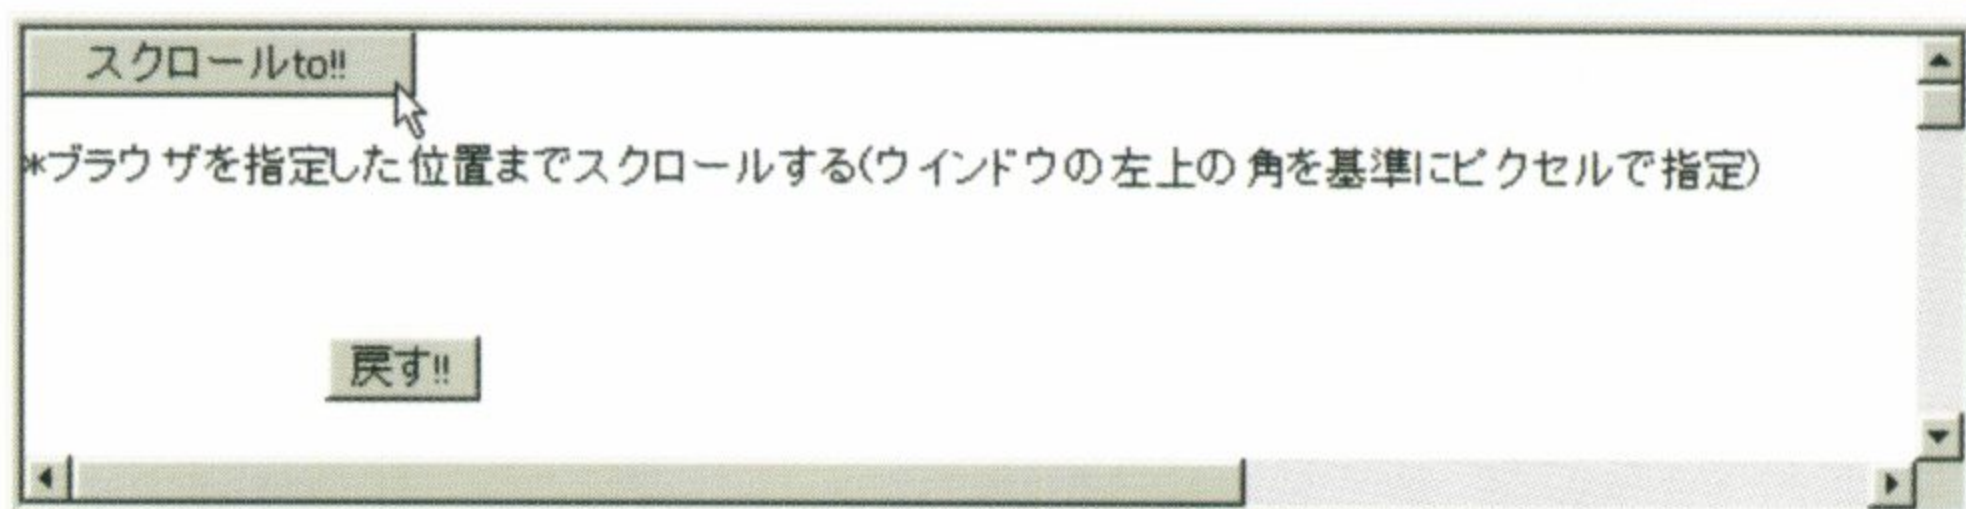 スクロールto!!
*ブラウザを指定した位置までスクロールする(ウインドウの左上の角を基準にピクセルで指定)
戻す!!